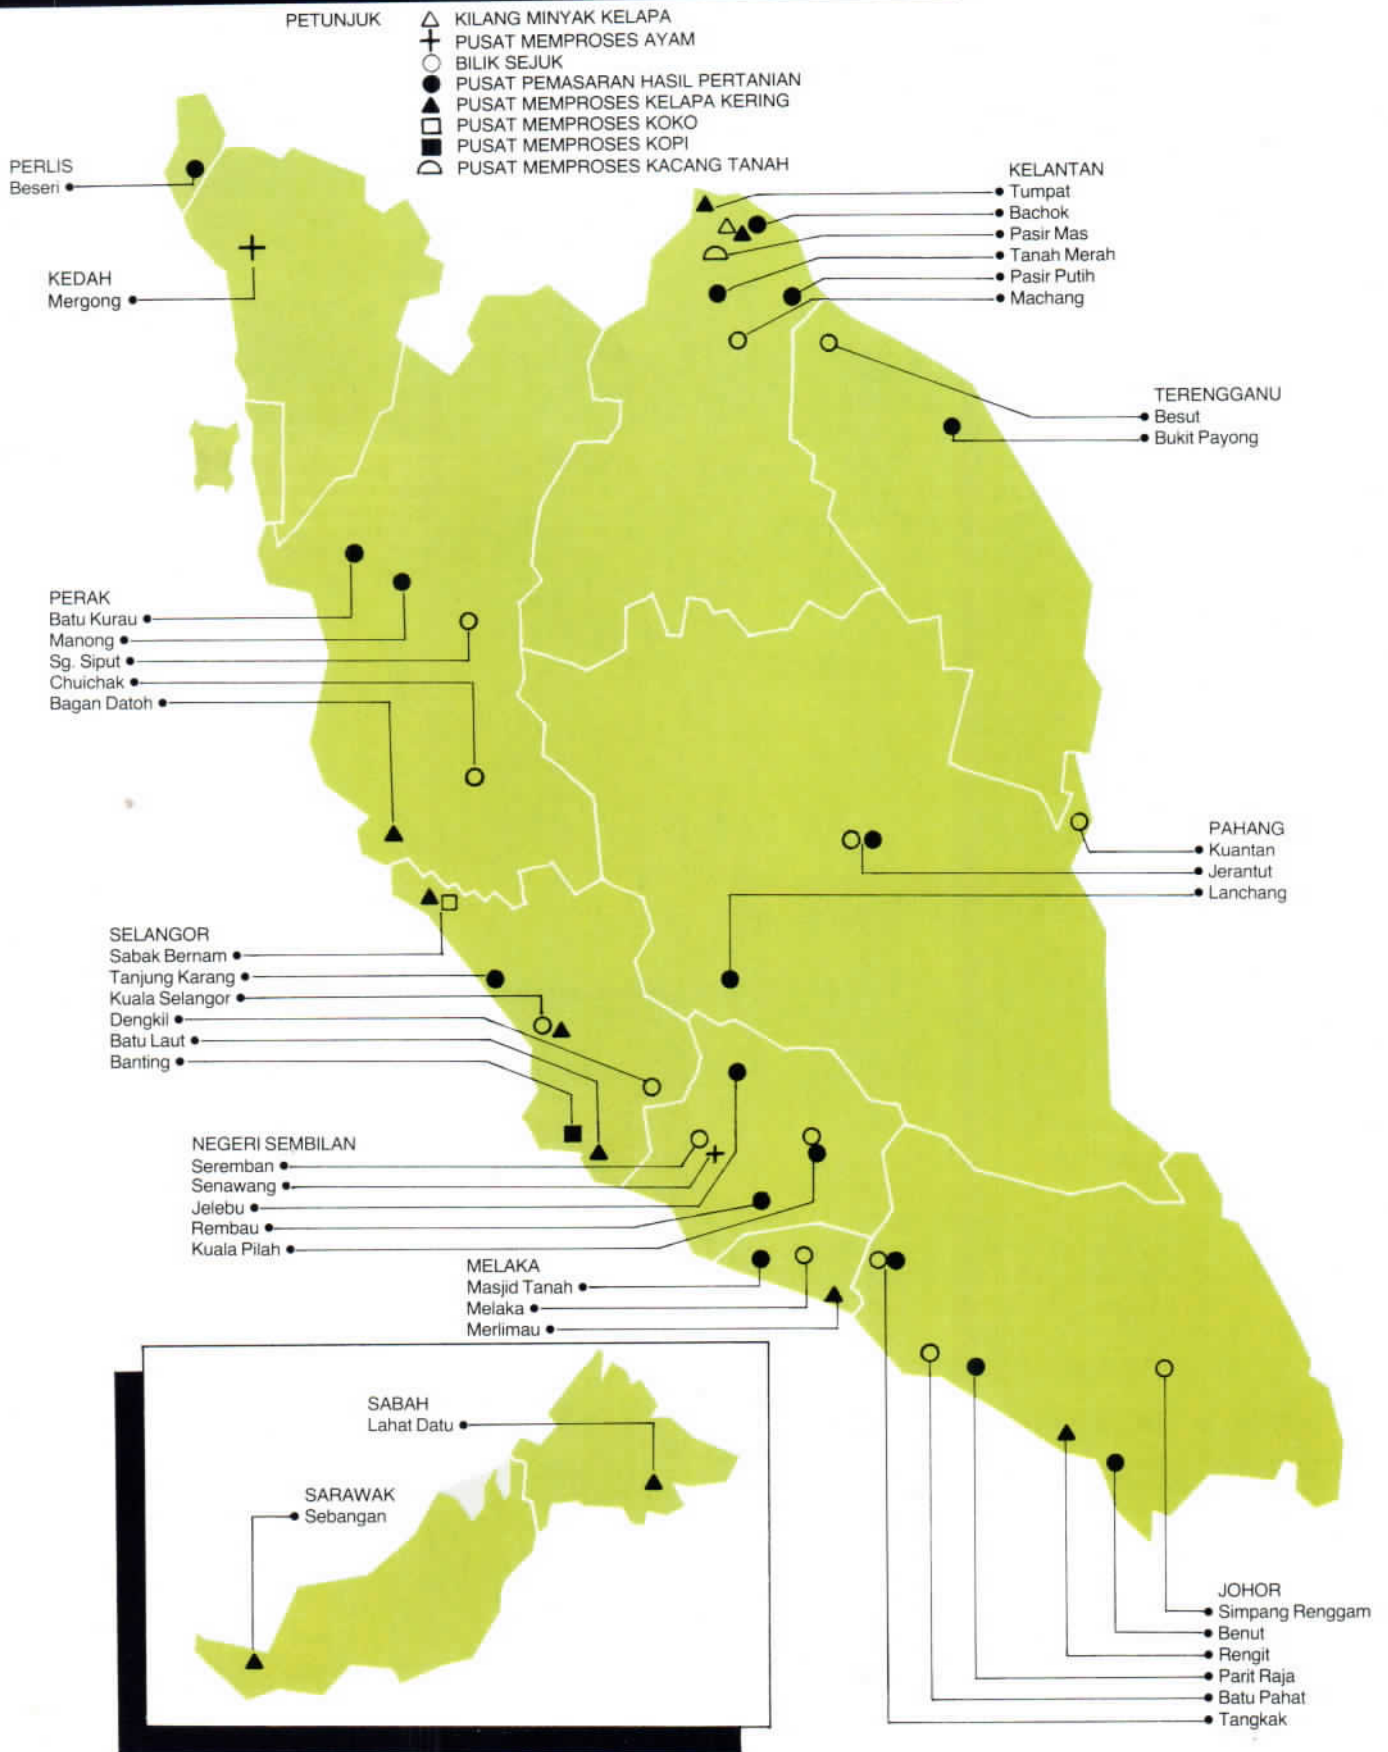 PETUNJUK
KILANG MINYAK KELAPA
PUSAT MEMPROSES AYAM
BILIK SEJUK
PUSAT PEMASARAN HASIL PERTANIAN
PUSAT MEMPROSES KELAPA KERING
PUSAT MEMPROSES KOKO
PUSAT MEMPROSES KOPI
PUSAT MEMPROSES KACANG TANAH
PERLIS
Beseri
KEDAH
Mergong
KELANTAN
Tumpat
Bachok
Pasir Mas
Tanah Merah
Pasir Putih
Machang
TERENGGANU
Besut
Bukit Payong
PERAK
Batu Kurau
Manong
Sg. Siput
Chuichak
Bagan Datoh
PAHANG
Kuantan
Jerantut
Lanchang
SELANGOR
Sabak Bernam
Tanjung Karang
Kuala Selangor
Dengkil
Batu Laut
Banting
NEGERI SEMBILAN
Seremban
Senawang
Jelebu
Rembau
Kuala Pilah
MELAKA
Masjid Tanah
Melaka
Merlimau
SABAH
Lahat Datu
SARAWAK
Sebangan
JOHOR
Simpang Renggam
Benut
Rengit
Parit Raja
Batu Pahat
Tangkak